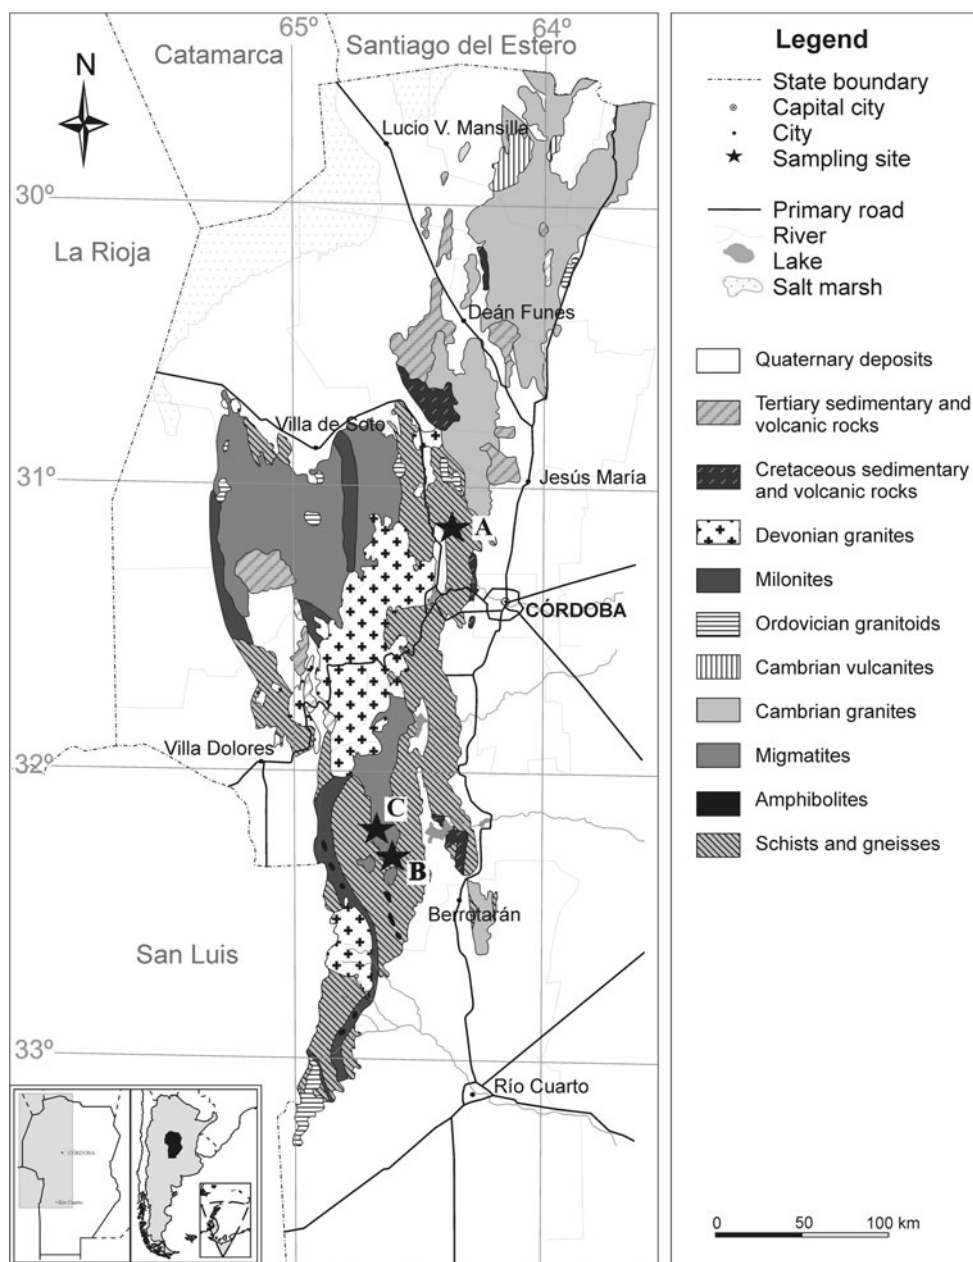 65º
64º
Catamarca
Santiago del Estero
N
Lucio V. Mansilla
30º
La Rioja
Deán Funes
Villa de Soto
31º
Jesús María
A
CÓRDOBA
Villa Dolores
32º
C
B
Berrotarán
San Luis
33º
Río Cuarto
CÓRDOBA
Río Cuarto
Legend
State boundary
Capital city
City
Sampling site
Primary road
River
Lake
Salt marsh
Quaternary deposits
Tertiary sedimentary and
volcanic rocks
Cretaceous sedimentary
and volcanic rocks
Devonian granites
Milonites
Ordovician granitoids
Cambrian vulcanites
Cambrian granites
Migmatites
Amphibolites
Schists and gneisses
0 50 100 km